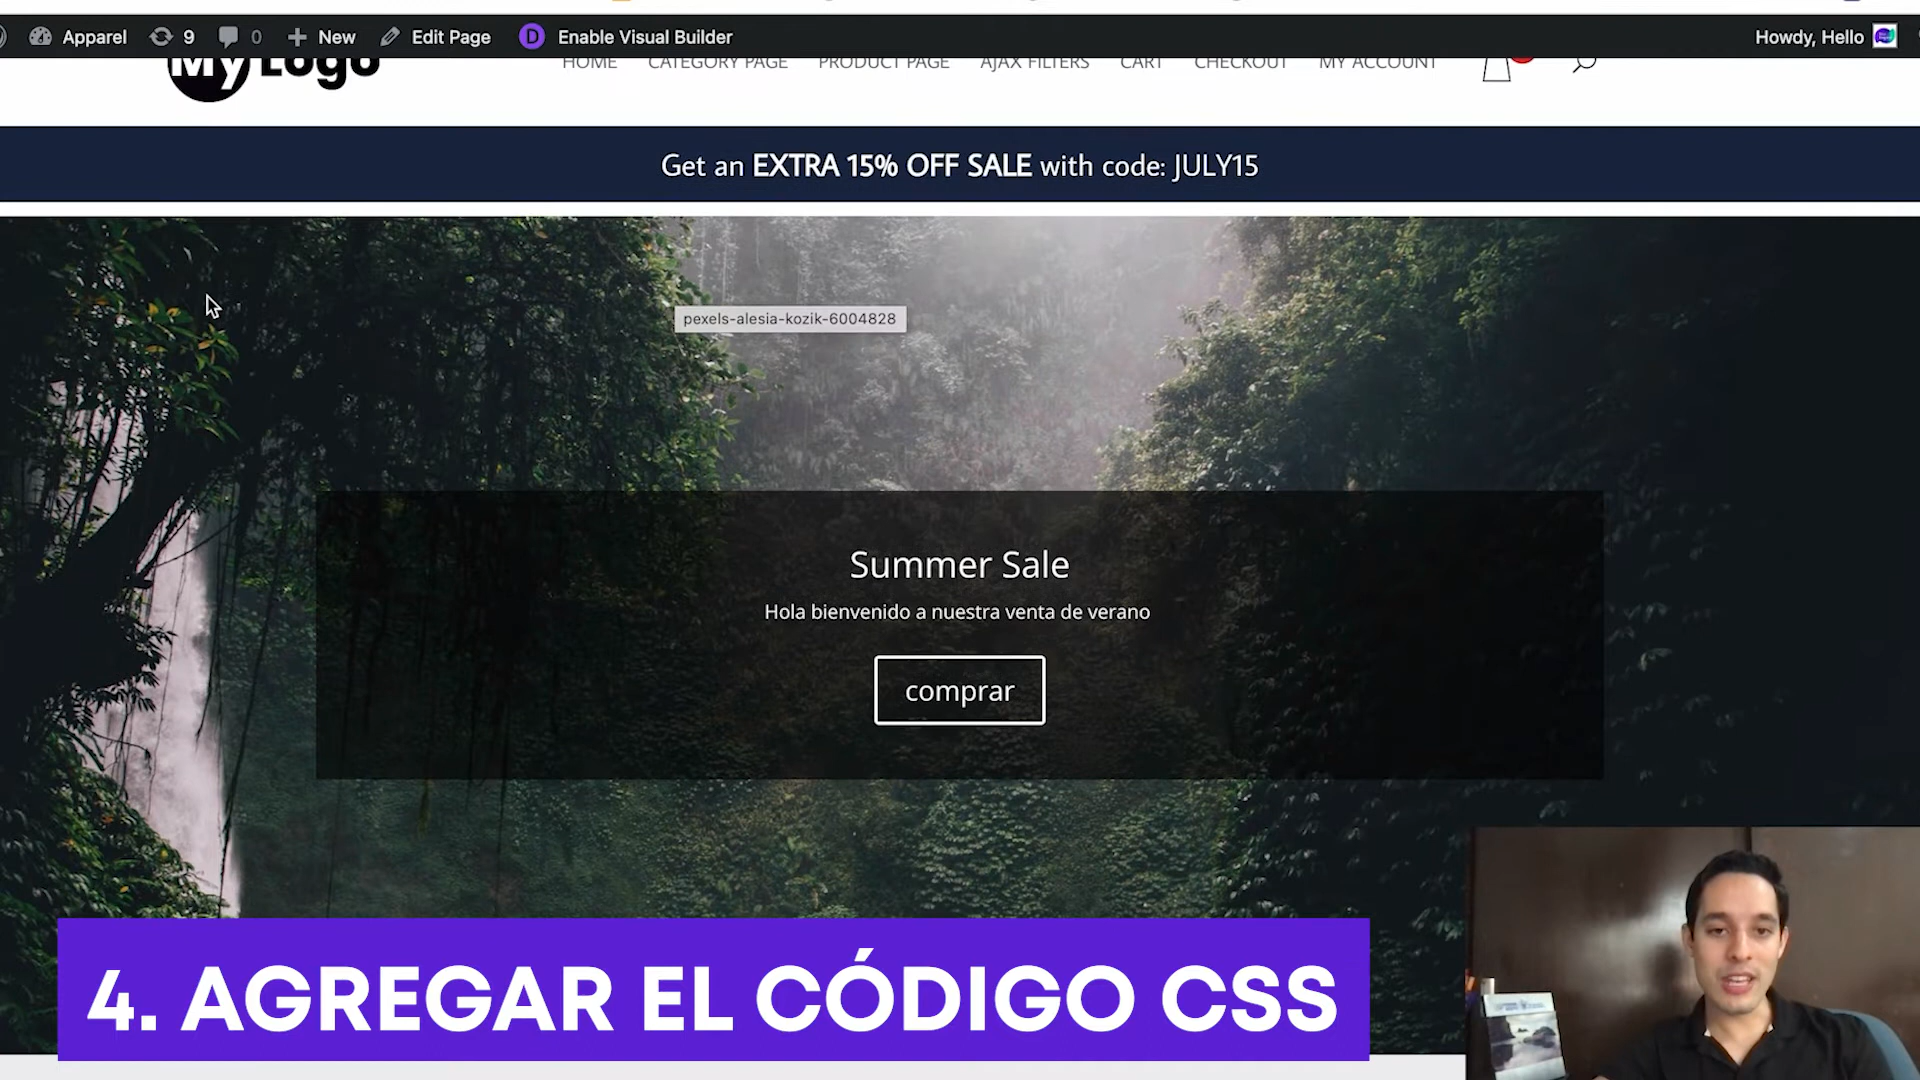 Apparel 9 0 New Edit Page D Enable Visual Builder Howdy, Hello
My Logo HOME CATEGORY PAGE PRODUCT PAGE AJAX FILTERS CART CHECKOUT MY ACCOUNT
Get an EXTRA 15% OFF SALE with code: JULY15
pexels-alesia-kozik-6004828
Summer Sale
Hola bienvenido a nuestra venta de verano
comprar
4. AGREGAR EL CÓDIGO CSS